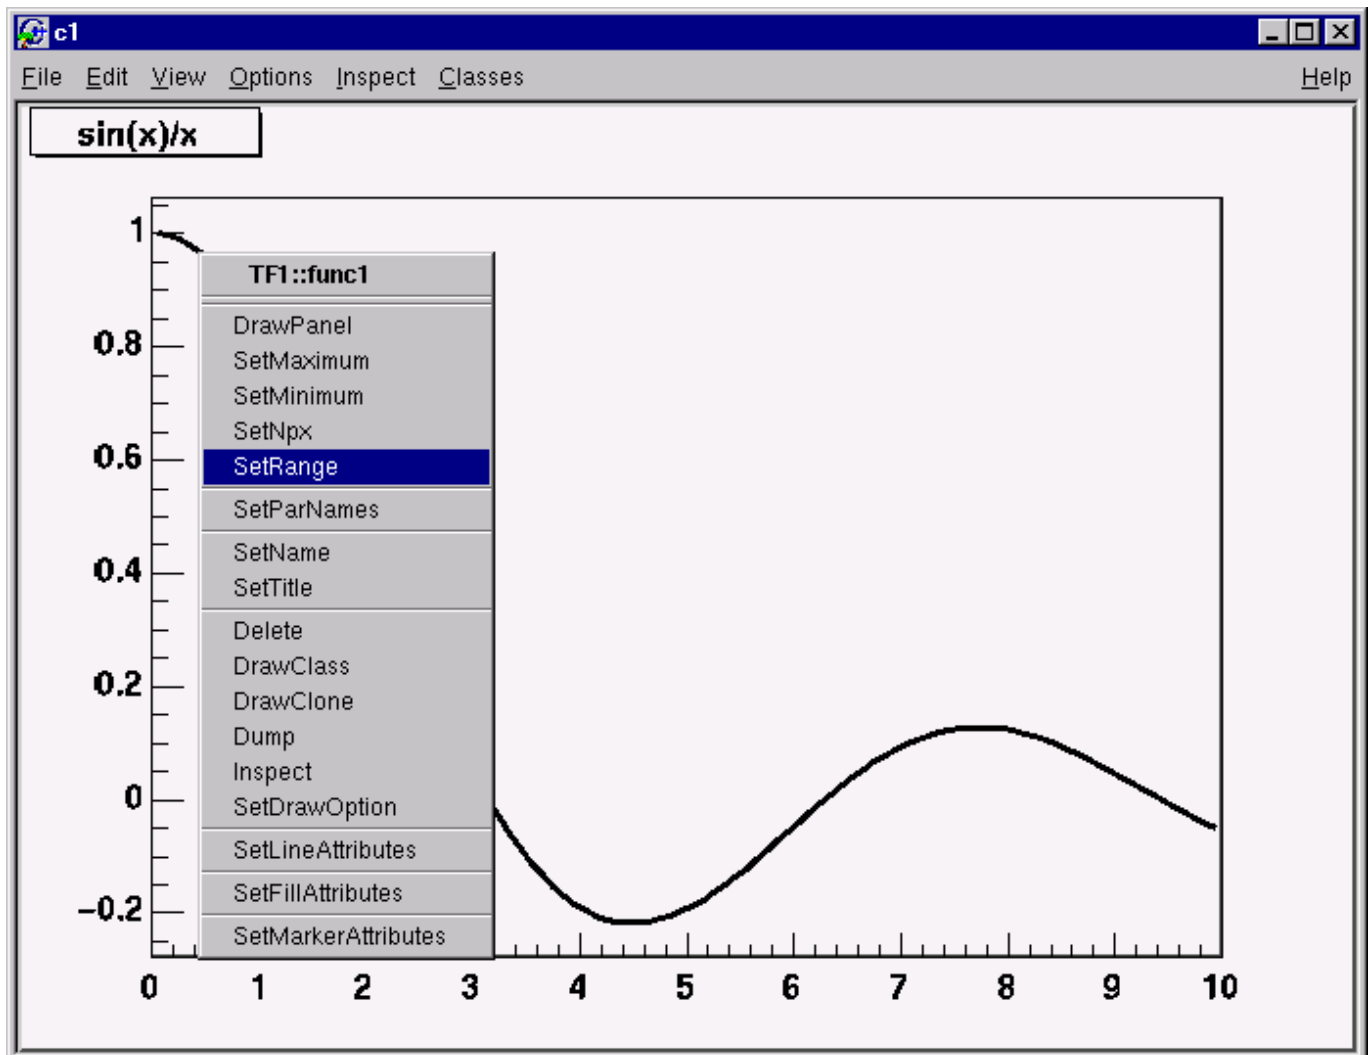 c1
File Edit View Options Inspect Classes Help
sin(x)/x
1
0.8
0.6
0.4
0.2
0
−0.2
TF1::func1
DrawPanel
SetMaximum
SetMinimum
SetNpx
SetRange
SetParNames
SetName
SetTitle
Delete
DrawClass
DrawClone
Dump
Inspect
SetDrawOption
SetLineAttributes
SetFillAttributes
SetMarkerAttributes
0 1 2 3 4 5 6 7 8 9 10